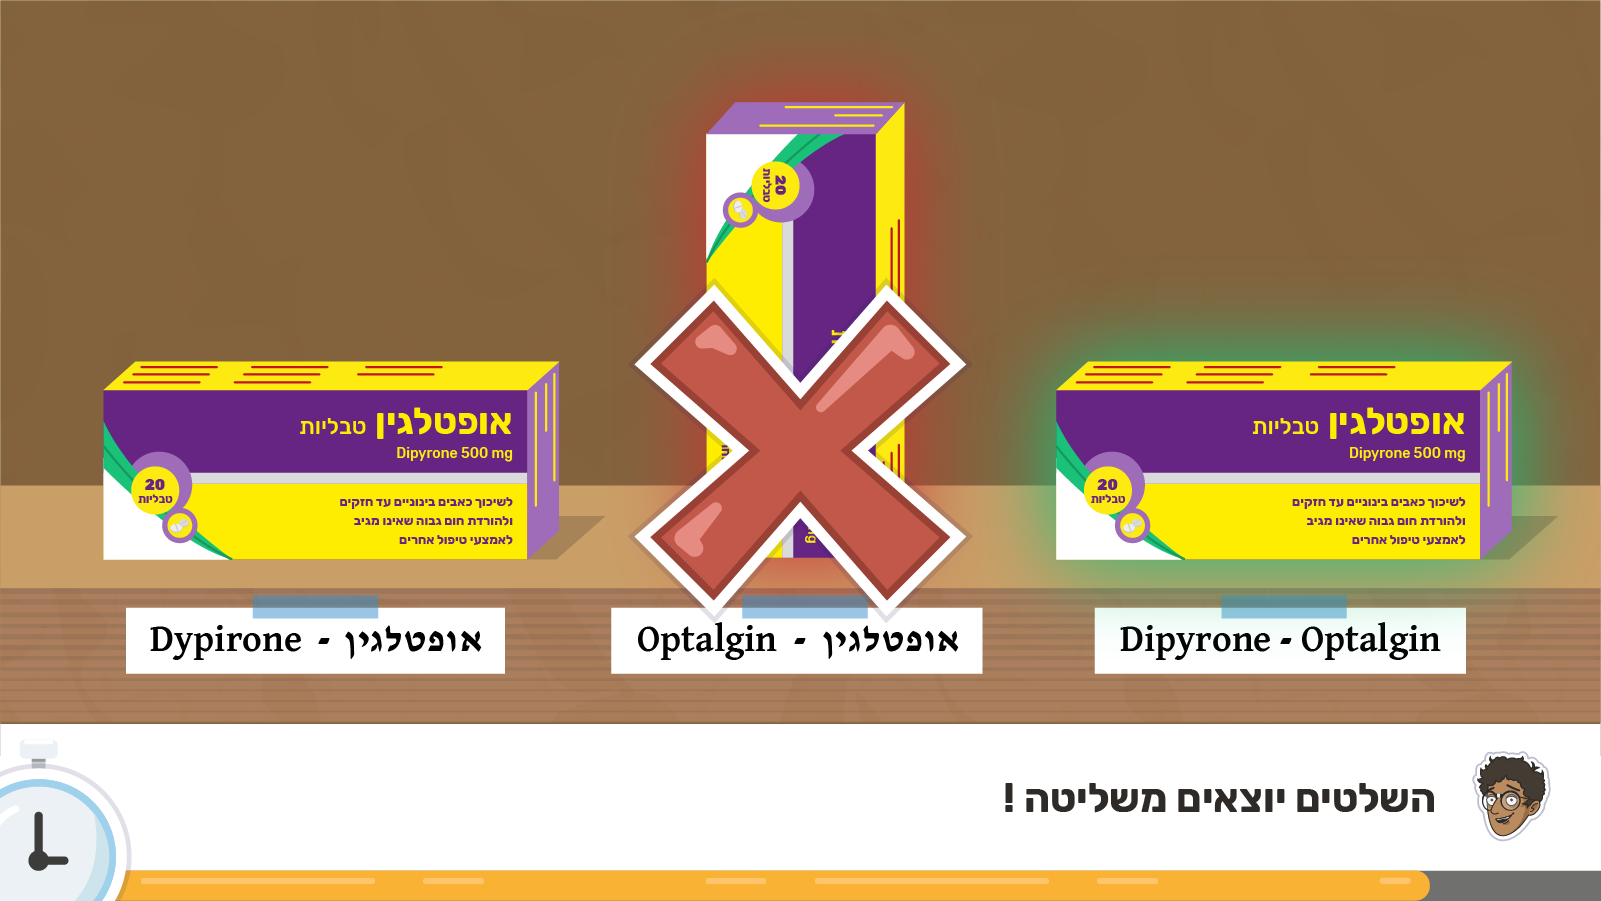 אופטלגין טבליות
Dipyrone 500 mg
20
טבליות
לשיכוך כאבים בינוניים עד חזקים
ולהורדת חום גבוה שאינו מגיב
לאמצעי טיפול אחרים
20
טבליות
אופטלגין טבליות
Dipyrone 500 mg
20
טבליות
לשיכוך כאבים בינוניים עד חזקים
ולהורדת חום גבוה שאינו מגיב
לאמצעי טיפול אחרים
Dypirone - אופטלגין
Optalgin - אופטלגין
Dipyrone - Optalgin
השלטים יוצאים משליטה !